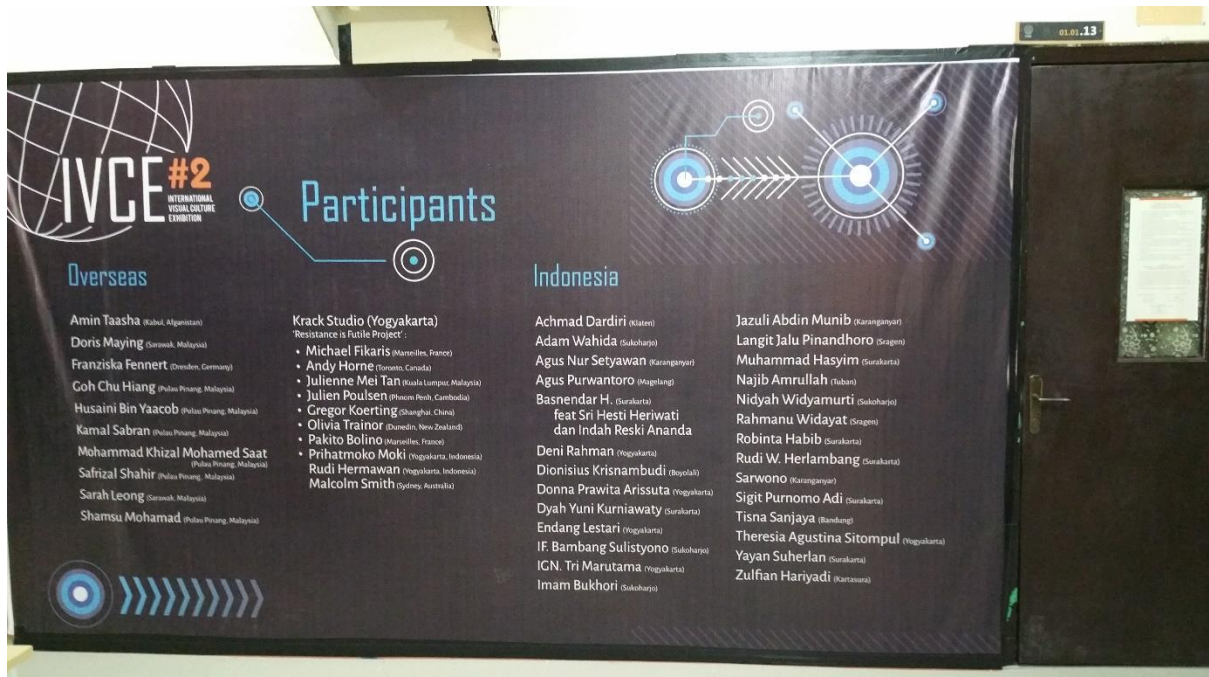 01.01.13
IVCE #2
INTERNATIONAL
VISUAL CULTURE
EXHIBITION
Participants
Overseas
Amin Taasha (Kabul, Afganistan)
Doris Maying (Sarawak, Malaysia)
Franziska Fennert (Dresden, Germany)
Goh Chu Hiang (Pulau Pinang, Malaysia)
Husaini Bin Yaacob (Pulau Pinang, Malaysia)
Kamal Sabran (Pulau Pinang, Malaysia)
Mohammad Khizal Mohamed Saat
(Pulau Pinang, Malaysia)
Safrizal Shahir (Pulau Pinang, Malaysia)
Sarah Leong (Sarawak, Malaysia)
Shamsu Mohamad (Pulau Pinang, Malaysia)
Krack Studio (Yogyakarta)
'Resistance is Futile Project' :
• Michael Fikaris (Marseilles, France)
• Andy Horne (Toronto, Canada)
• Julienne Mei Tan (Kuala Lumpur, Malaysia)
• Julien Poulsen (Phnom Penh, Cambodia)
• Gregor Koerting (Shanghai, China)
• Olivia Trainor (Dunedin, New Zealand)
• Pakito Bolino (Marseilles, France)
• Prihatmoko Moki (Yogyakarta, Indonesia)
Rudi Hermawan (Yogyakarta, Indonesia)
Malcolm Smith (Sydney, Australia)
Indonesia
Achmad Dardiri (Klaten)
Adam Wahida (Sukoharjo)
Agus Nur Setyawan (Karanganyar)
Agus Purwantoro (Magelang)
Basnendar H. (Surakarta)
feat Sri Hesti Heriwati
dan Indah Reski Ananda
Deni Rahman (Yogyakarta)
Dionisius Krisnambudi (Boyolali)
Donna Prawita Arissuta (Yogyakarta)
Dyah Yuni Kurniawaty (Surakarta)
Endang Lestari (Yogyakarta)
IF. Bambang Sulistyono (Sukoharjo)
IGN. Tri Marutama (Yogyakarta)
Imam Bukhori (Sukoharjo)
Jazuli Abdin Munib (Karanganyar)
Langit Jalu Pinandhoro (Sragen)
Muhammad Hasyim (Surakarta)
Najib Amrullah (Tuban)
Nidyah Widyamurti (Sukoharjo)
Rahmanu Widayat (Sragen)
Robinta Habib (Surakarta)
Rudi W. Herlambang (Surakarta)
Sarwono (Karanganyar)
Sigit Purnomo Adi (Surakarta)
Tisna Sanjaya (Bandung)
Theresia Agustina Sitompul (Yogyakarta)
Yayan Suherlan (Surakarta)
Zulfian Hariyadi (Kartasura)